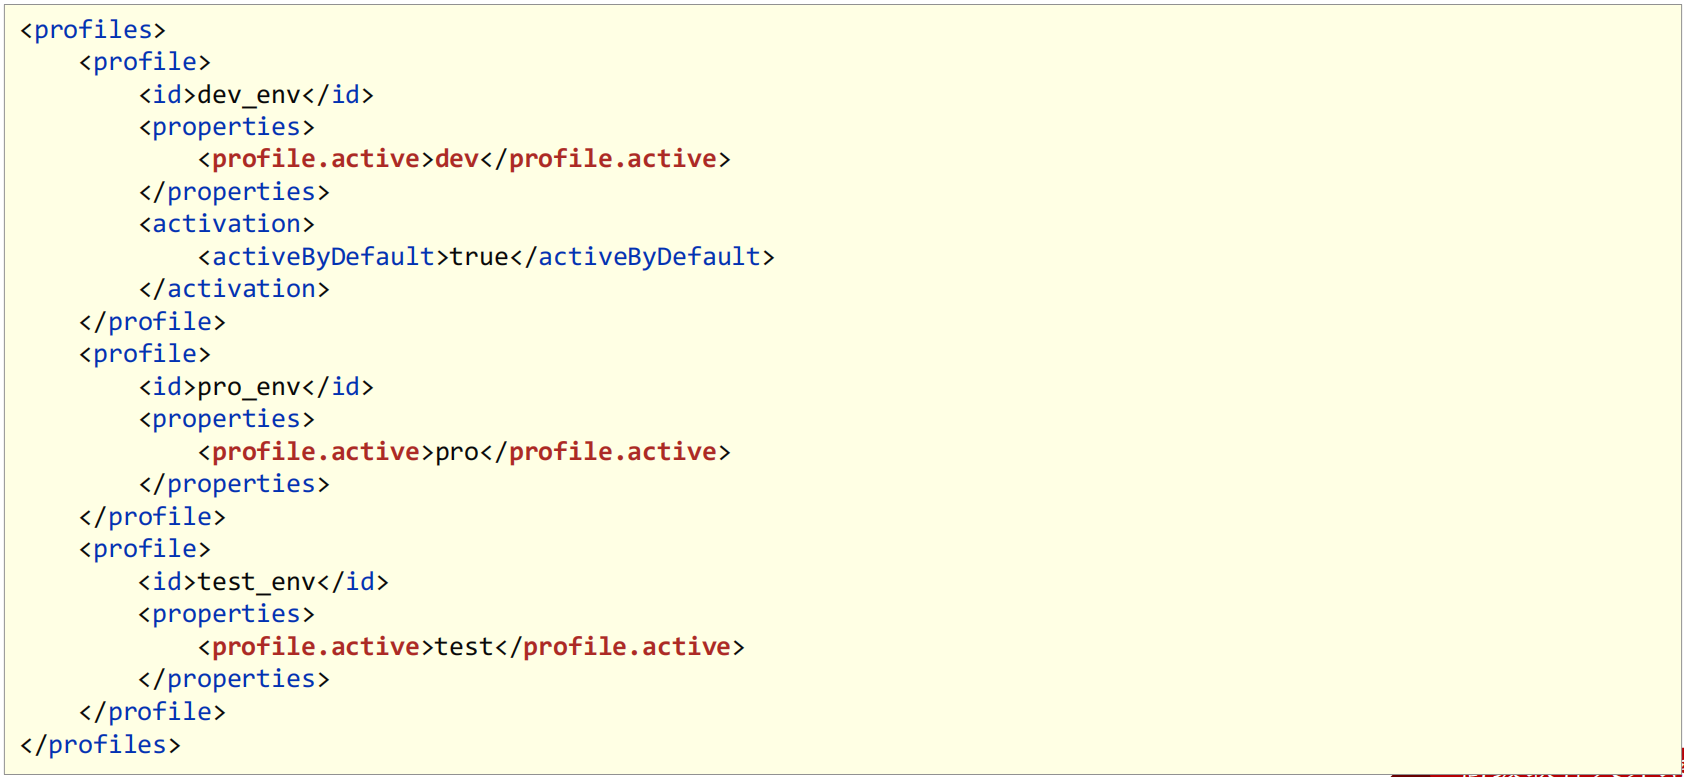 <profiles>
    <profile>
        <id>dev_env</id>
        <properties>
            <profile.active>dev</profile.active>
        </properties>
        <activation>
            <activeByDefault>true</activeByDefault>
        </activation>
    </profile>
    <profile>
        <id>pro_env</id>
        <properties>
            <profile.active>pro</profile.active>
        </properties>
    </profile>
    <profile>
        <id>test_env</id>
        <properties>
            <profile.active>test</profile.active>
        </properties>
    </profile>
</profiles>